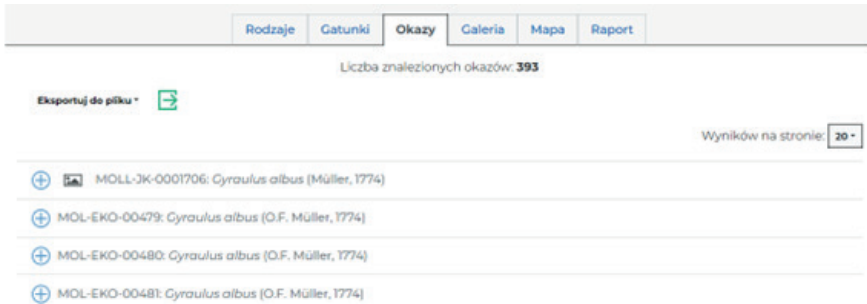 Rodzaje Gatunki Okazy Galeria Mapa Raport
Liczba znalezionych okazów: 393
Eksportuj do pliku
Wyników na stronie: 20
MOLL-JK-0001706: Gyraulus albus (Müller, 1774)
MOL-EKO-00479: Gyraulus albus (O.F. Müller, 1774)
MOL-EKO-00480: Gyraulus albus (O.F. Müller, 1774)
MOL-EKO-00481: Gyraulus albus (O.F. Müller, 1774)